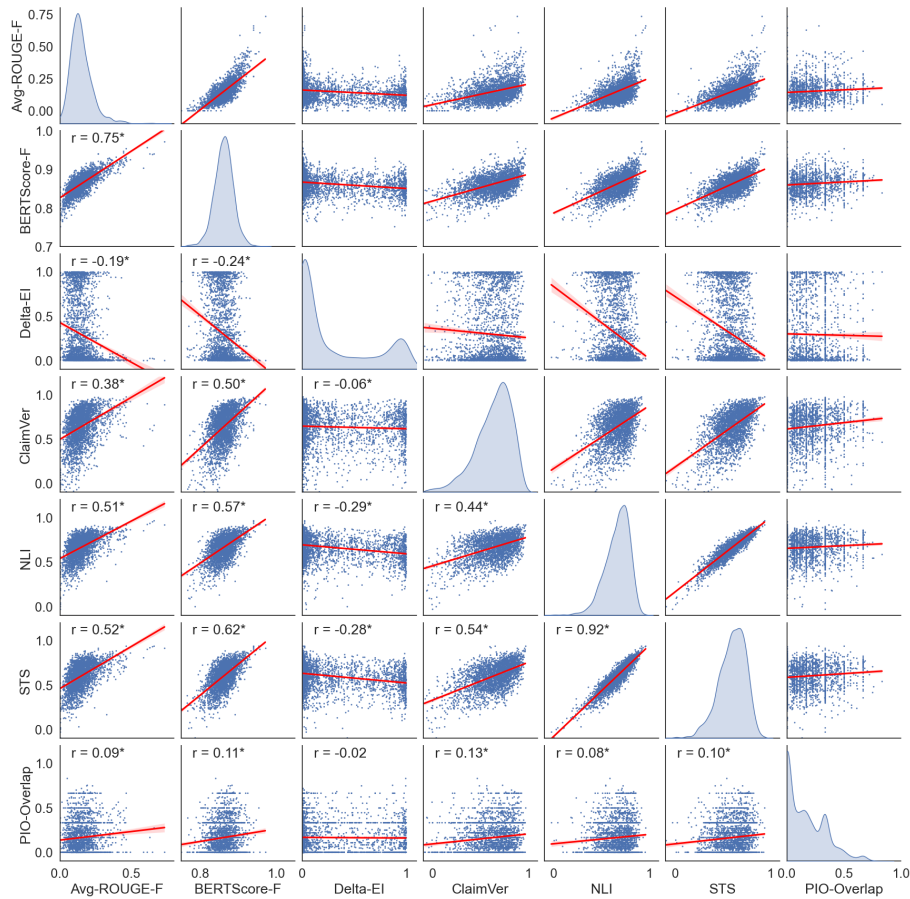 Avg-ROUGE-F
0.75
0.50
0.25
0.00
BERTScore-F
1.0
0.9
0.8
0.7
r = 0.75*
Delta-EI
1.0
0.5
0.0
r = -0.19*
r = -0.24*
ClaimVer
1.0
0.5
0.0
r = 0.38*
r = 0.50*
r = -0.06*
NLI
1.0
0.5
0.0
r = 0.51*
r = 0.57*
r = -0.29*
r = 0.44*
STS
1.0
0.5
0.0
r = 0.52*
r = 0.62*
r = -0.28*
r = 0.54*
r = 0.92*
PIO-Overlap
1.0
0.5
0.0
r = 0.09*
r = 0.11*
r = -0.02
r = 0.13*
r = 0.08*
r = 0.10*
0.0 0.5 0.8 1.0 0 1 0 1 0 1 0 1 0.0 0.5 1.0
Avg-ROUGE-F BERTScore-F Delta-EI ClaimVer NLI STS PIO-Overlap